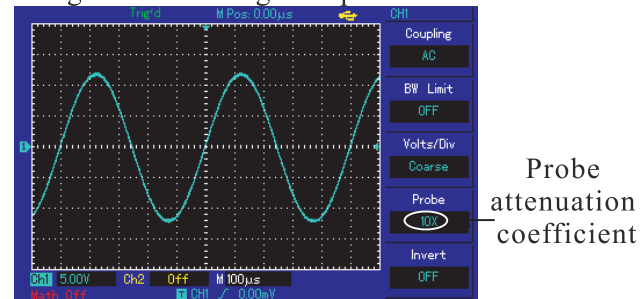 Trig'd M Pos: 0.00μs CH1
Coupling
AC
BW Limit
OFF
Volts/Div
Coarse
Probe
10X
Invert
OFF
1
Ch1 5.00V Ch2 Off M 100μs
Math Off T CH1 / 0.00mV
Probe
attenuation
coefficient